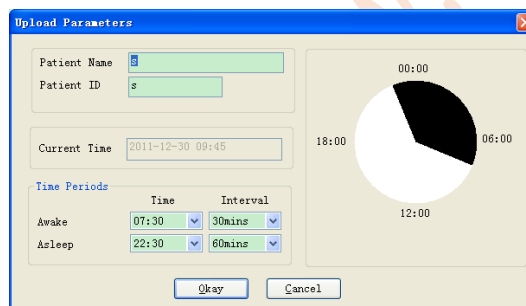 Upload Parameters
Patient Name s
Patient ID s
Current Time 2011-12-30 09:45
Time Periods
Time Interval
Awake 07:30 30mins
Asleep 22:30 60mins
00:00
18:00 06:00
12:00
Okay Cancel